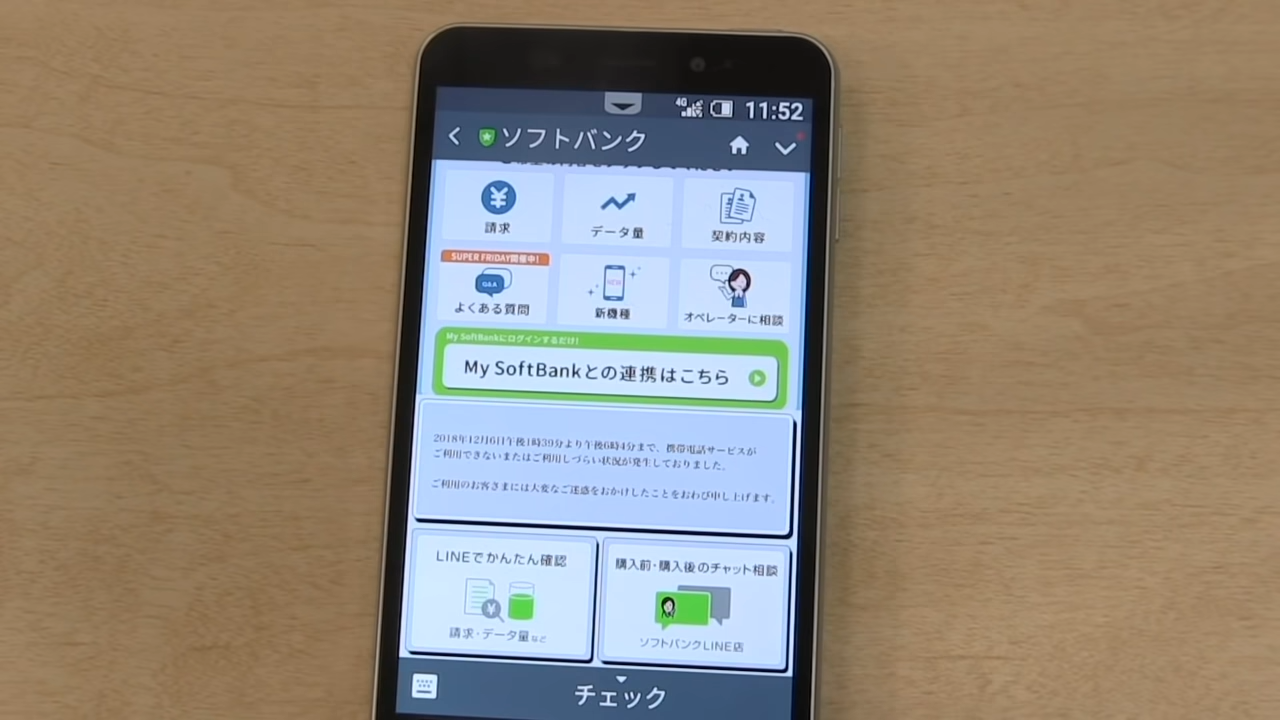 4G 11:52
ソフトバンク
請求
データ量
契約内容
SUPER FRIDAY開催中!
Q&A
NEW
よくある質問
新機種
オペレーターに相談
My SoftBankにログインするだけ!
My SoftBankとの連携はこちら
2018年12月6日午後1時39分より午後6時4分まで、携帯電話サービスが
ご利用できないまたはご利用しづらい状況が発生しておりました。
ご利用のお客さまには大変なご迷惑をおかけしたことをおわび申し上げます。
LINEでかんたん確認
請求・データ量など
購入前・購入後のチャット相談
ソフトバンクLINE店
チェック